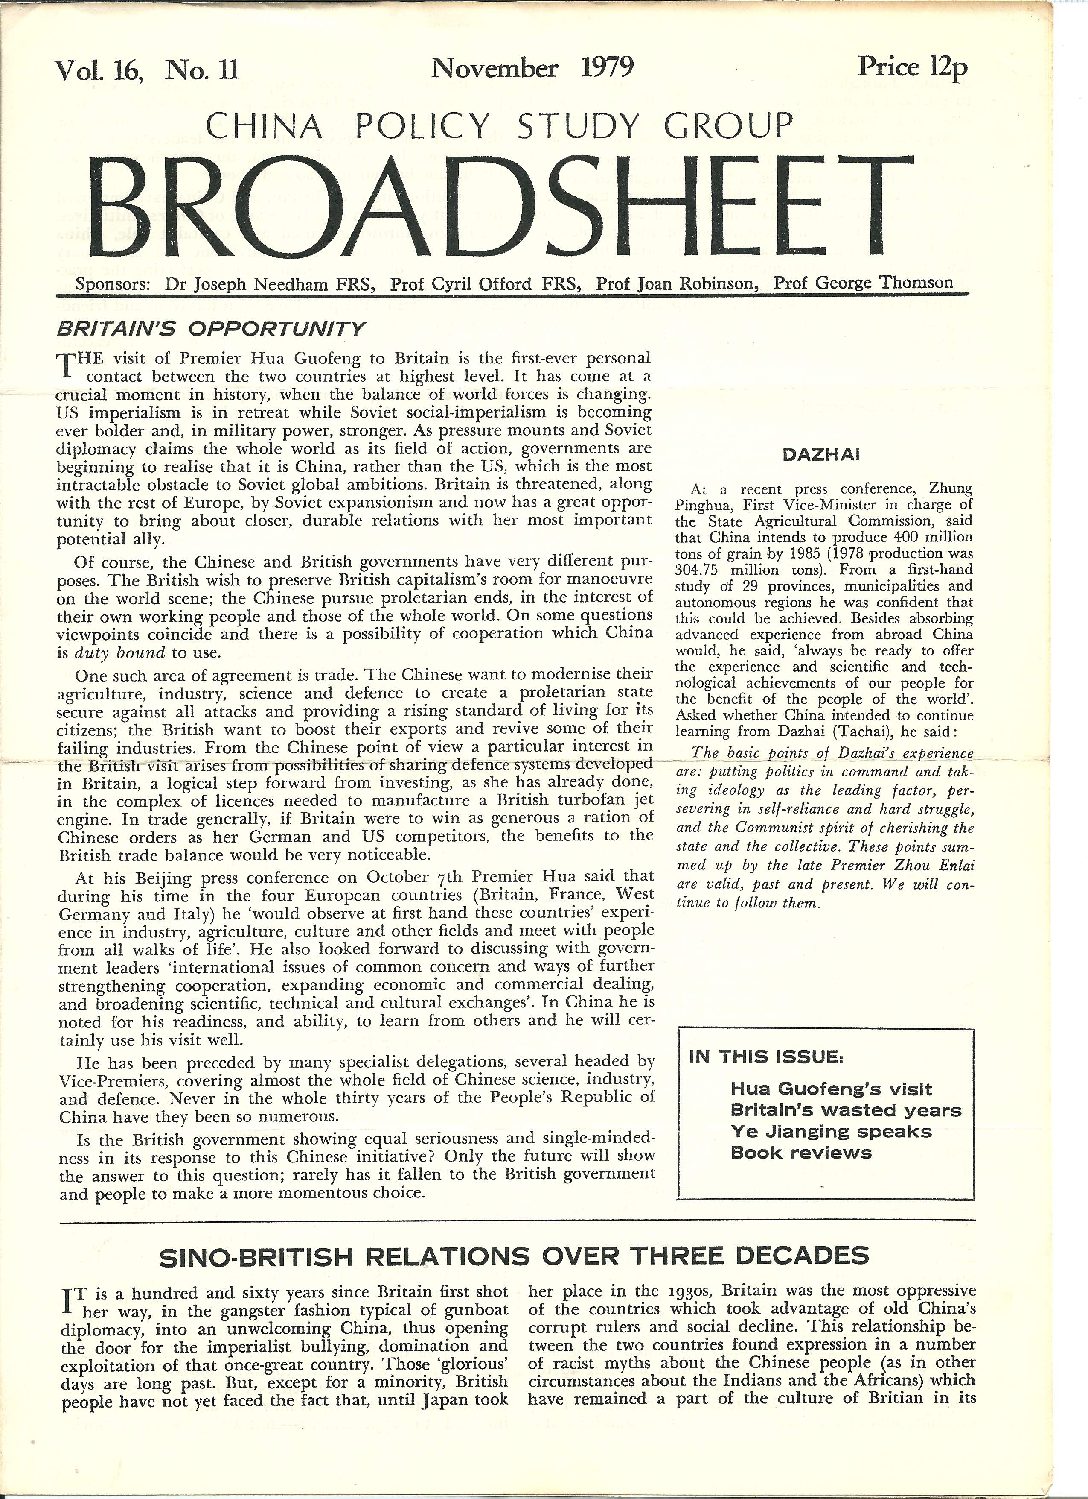 Vol. 16, No. 11 November 1979 Price 12p
CHINA POLICY STUDY GROUP
BROADSHEET
Sponsors: Dr Joseph Needham FRS, Prof Cyril Offord FRS, Prof Joan Robinson, Prof George Thomson
BRITAIN'S OPPORTUNITY
THE visit of Premier Hua Guofeng to Britain is the first-ever personal
contact between the two countries at highest level. It has come at a
crucial moment in history, when the balance of world forces is changing.
US imperialism is in retreat while Soviet social-imperialism is becoming
ever bolder and, in military power, stronger. As pressure mounts and Soviet
diplomacy claims the whole world as its field of action, governments are
beginning to realise that it is China, rather than the US, which is the most
intractable obstacle to Soviet global ambitions. Britain is threatened, along
with the rest of Europe, by Soviet expansionism and now has a great oppor-
tunity to bring about closer, durable relations with her most important
potential ally.
Of course, the Chinese and British governments have very different pur-
poses. The British wish to preserve British capitalism's room for manoeuvre
on the world scene; the Chinese pursue proletarian ends, in the interest of
their own working people and those of the whole world. On some questions
viewpoints coincide and there is a possibility of cooperation which China
is duty bound to use.
One such area of agreement is trade. The Chinese want to modernise their
agriculture, industry, science and defence to create a proletarian state
secure against all attacks and providing a rising standard of living for its
citizens; the British want to boost their exports and revive some of their
failing industries. From the Chinese point of view a particular interest in
the British visit arises from possibilities of sharing defence systems developed
in Britain, a logical step forward from investing, as she has already done,
in the complex of licences needed to manufacture a British turbofan jet
engine. In trade generally, if Britain were to win as generous a ration of
Chinese orders as her German and US competitors, the benefits to the
British trade balance would be very noticeable.
At his Beijing press conference on October 7th Premier Hua said that
during his time in the four European countries (Britain, France, West
Germany and Italy) he 'would observe at first hand these countries' experi-
ence in industry, agriculture, culture and other fields and meet with people
from all walks of life'. He also looked forward to discussing with govern-
ment leaders 'international issues of common concern and ways of further
strengthening cooperation, expanding economic and commercial dealing,
and broadening scientific, technical and cultural exchanges'. In China he is
noted for his readiness, and ability, to learn from others and he will cer-
tainly use his visit well.
He has been preceded by many specialist delegations, several headed by
Vice-Premiers, covering almost the whole field of Chinese science, industry,
and defence. Never in the whole thirty years of the People's Republic of
China have they been so numerous.
Is the British government showing equal seriousness and single-minded-
ness in its response to this Chinese initiative? Only the future will show
the answer to this question; rarely has it fallen to the British government
and people to make a more momentous choice.
DAZHAI
At a recent press conference, Zhung
Pinghua, First Vice-Minister in charge of
the State Agricultural Commission, said
that China intends to produce 400 million
tons of grain by 1985 (1978 production was
304.75 million tons). From a first-hand
study of 29 provinces, municipalities and
autonomous regions he was confident that
this could be achieved. Besides absorbing
advanced experience from abroad China
would, he said, 'always be ready to offer
the experience and scientific and tech-
nological achievements of our people for
the benefit of the people of the world'.
Asked whether China intended to continue
learning from Dazhai (Tachai), he said:
The basic points of Dazhai's experience
are: putting politics in command and tak-
ing ideology as the leading factor, per-
severing in self-reliance and hard struggle,
and the Communist spirit of cherishing the
state and the collective. These points sum-
med up by the late Premier Zhou Enlai
are valid, past and present. We will con-
tinue to follow them.
IN THIS ISSUE:
Hua Guofeng's visit
Britain's wasted years
Ye Jianging speaks
Book reviews
SINO-BRITISH RELATIONS OVER THREE DECADES
IT is a hundred and sixty years since Britain first shot
her way, in the gangster fashion typical of gunboat
diplomacy, into an unwelcoming China, thus opening
the door for the imperialist bullying, domination and
exploitation of that once-great country. Those 'glorious'
days are long past. But, except for a minority, British
people have not yet faced the fact that, until Japan took
her place in the 1930s, Britain was the most oppressive
of the countries which took advantage of old China's
corrupt rulers and social decline. This relationship be-
tween the two countries found expression in a number
of racist myths about the Chinese people (as in other
circumstances about the Indians and the Africans) which
have remained a part of the culture of Britian in its